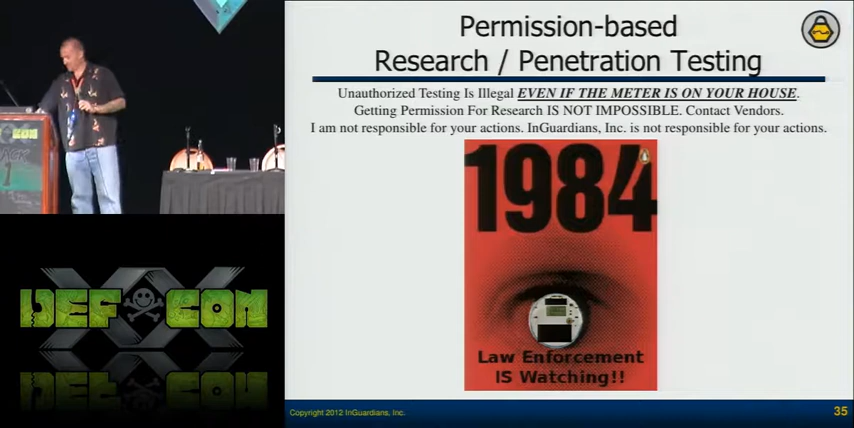 Permission-based
Research / Penetration Testing
Unauthorized Testing Is Illegal EVEN IF THE METER IS ON YOUR HOUSE.
Getting Permission For Research IS NOT IMPOSSIBLE. Contact Vendors.
I am not responsible for your actions. InGuardians, Inc. is not responsible for your actions.
1984
Law Enforcement
IS Watching!!
XX
DEFCON
Copyright 2012 InGuardians, Inc.
35